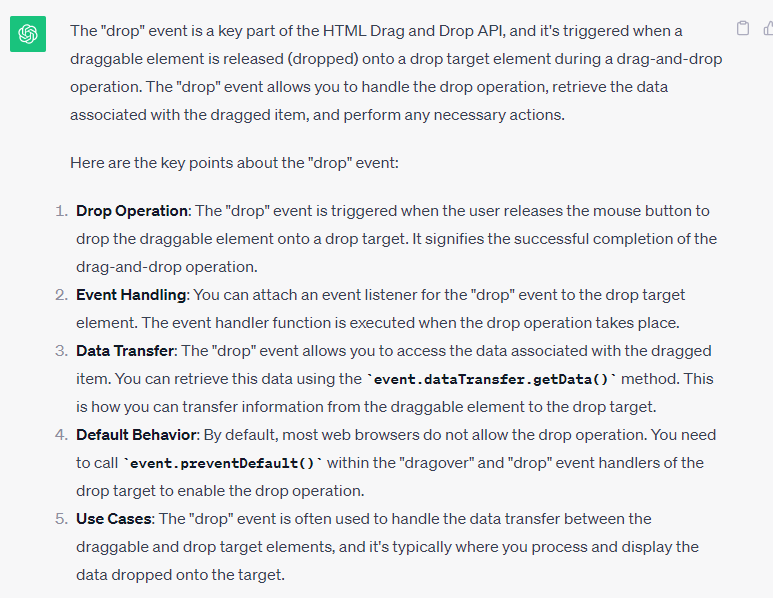 The "drop" event is a key part of the HTML Drag and Drop API, and it's triggered when a
draggable element is released (dropped) onto a drop target element during a drag-and-drop
operation. The "drop" event allows you to handle the drop operation, retrieve the data
associated with the dragged item, and perform any necessary actions.
Here are the key points about the "drop" event:
1. Drop Operation: The "drop" event is triggered when the user releases the mouse button to
drop the draggable element onto a drop target. It signifies the successful completion of the
drag-and-drop operation.
2. Event Handling: You can attach an event listener for the "drop" event to the drop target
element. The event handler function is executed when the drop operation takes place.
3. Data Transfer: The "drop" event allows you to access the data associated with the dragged
item. You can retrieve this data using the `event.dataTransfer.getData()` method. This
is how you can transfer information from the draggable element to the drop target.
4. Default Behavior: By default, most web browsers do not allow the drop operation. You need
to call `event.preventDefault()` within the "dragover" and "drop" event handlers of the
drop target to enable the drop operation.
5. Use Cases: The "drop" event is often used to handle the data transfer between the
draggable and drop target elements, and it's typically where you process and display the
data dropped onto the target.